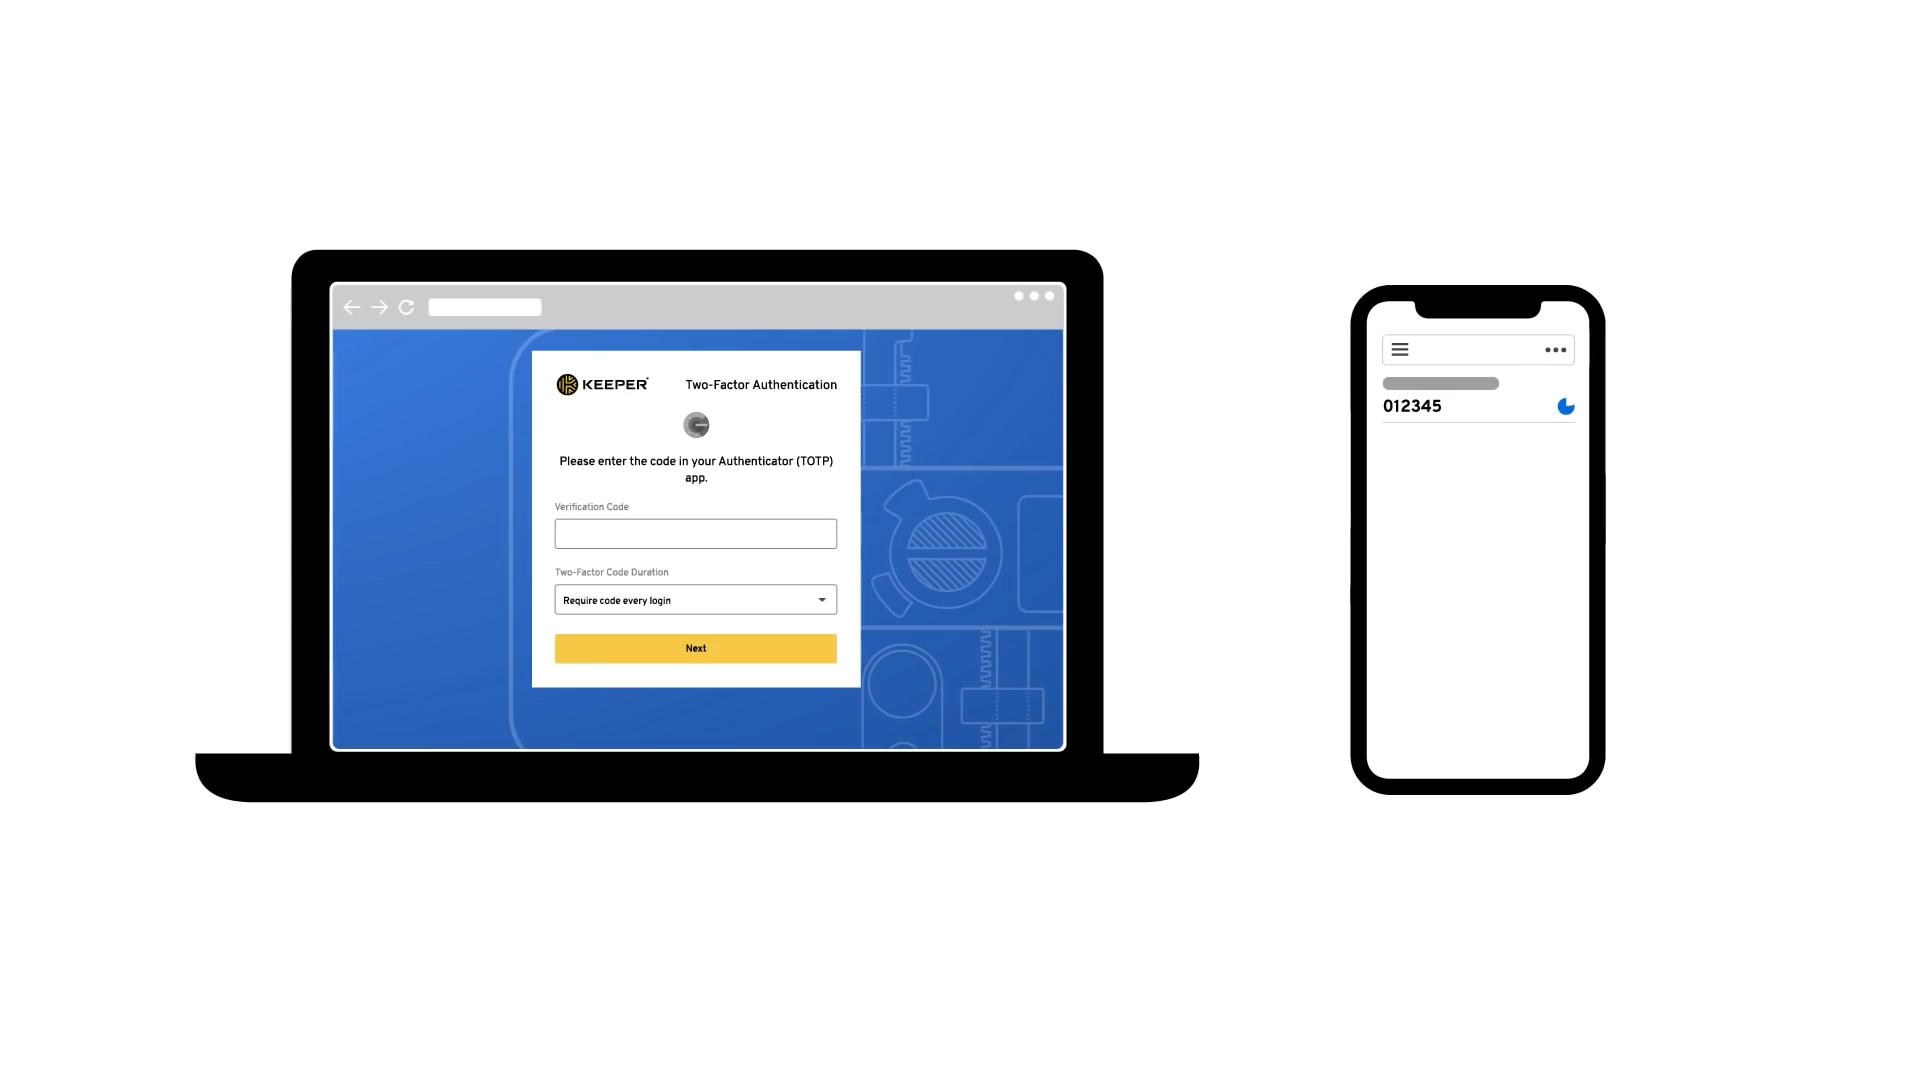 KEEPER
Two-Factor Authentication
Please enter the code in your Authenticator (TOTP)
app.
Verification Code
Two-Factor Code Duration
Require code every login
Next
012345